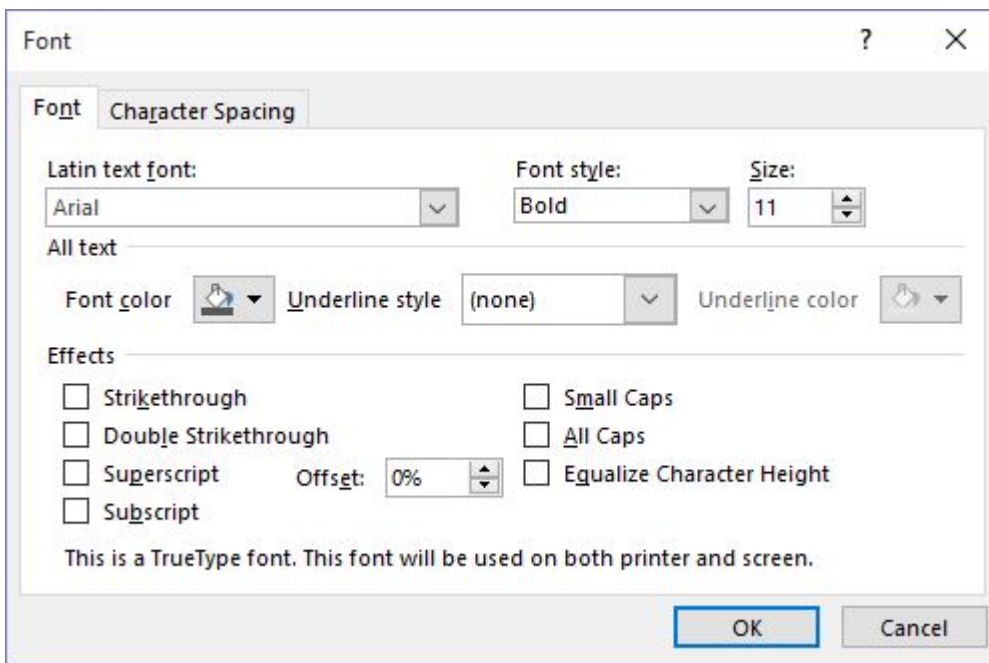 Font ?
Font Character Spacing
Latin text font: Font style: Size:
Arial Bold 11
All text
Font color Underline style (none) Underline color
Effects
Strikethrough Small Caps
Double Strikethrough All Caps
Superscript Offset: 0% Equalize Character Height
Subscript
This is a TrueType font. This font will be used on both printer and screen.
OK Cancel